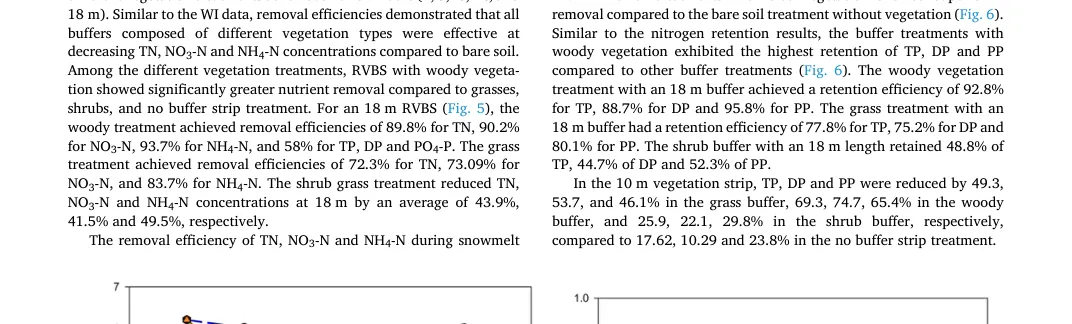 18 m). Similar to the WI data, removal efficiencies demonstrated that all
buffers composed of different vegetation types were effective at
decreasing TN, NO3-N and NH4-N concentrations compared to bare soil.
Among the different vegetation treatments, RVBS with woody vegeta-
tion showed significantly greater nutrient removal compared to grasses,
shrubs, and no buffer strip treatment. For an 18 m RVBS (Fig. 5), the
woody treatment achieved removal efficiencies of 89.8% for TN, 90.2%
for NO3-N, 93.7% for NH4-N, and 58% for TP, DP and PO4-P. The grass
treatment achieved removal efficiencies of 72.3% for TN, 73.09% for
NO3-N, and 83.7% for NH4-N. The shrub grass treatment reduced TN,
NO3-N and NH4-N concentrations at 18 m by an average of 43.9%,
41.5% and 49.5%, respectively.
The removal efficiency of TN, NO3-N and NH4-N during snowmelt
removal compared to the bare soil treatment without vegetation (Fig. 6).
Similar to the nitrogen retention results, the buffer treatments with
woody vegetation exhibited the highest retention of TP, DP and PP
compared to other buffer treatments (Fig. 6). The woody vegetation
treatment with an 18 m buffer achieved a retention efficiency of 92.8%
for TP, 88.7% for DP and 95.8% for PP. The grass treatment with an
18 m buffer had a retention efficiency of 77.8% for TP, 75.2% for DP and
80.1% for PP. The shrub buffer with an 18 m length retained 48.8% of
TP, 44.7% of DP and 52.3% of PP.
In the 10 m vegetation strip, TP, DP and PP were reduced by 49.3,
53.7, and 46.1% in the grass buffer, 69.3, 74.7, 65.4% in the woody
buffer, and 25.9, 22.1, 29.8% in the shrub buffer, respectively,
compared to 17.62, 10.29 and 23.8% in the no buffer strip treatment.
7
1.0